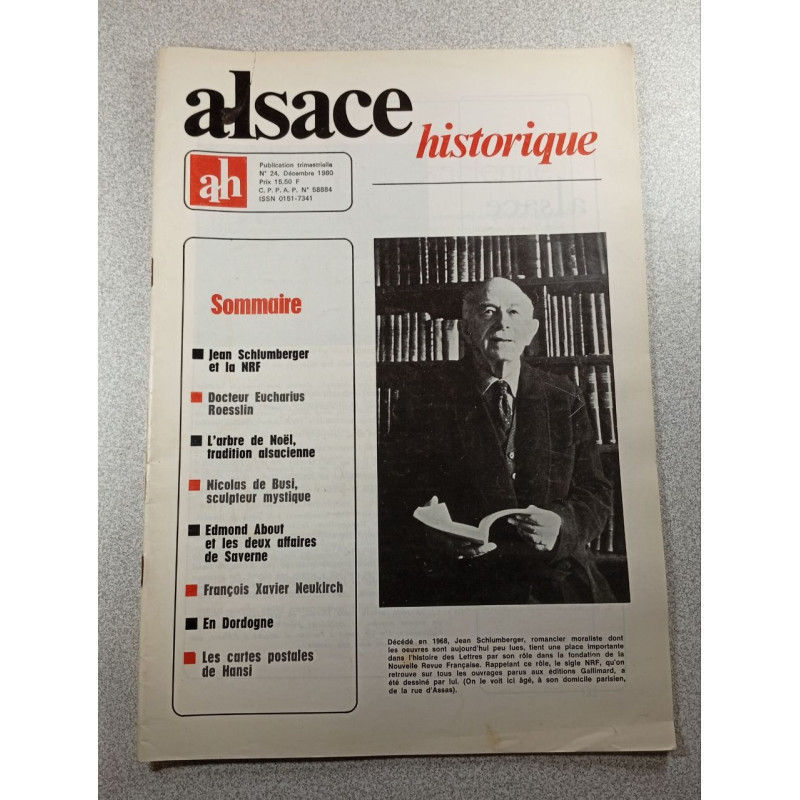 alsace
historique
ah
Publication trimestrielle
N° 24, Décembre 1980
Prix 15,50 F
C. P. P. A. P. N° 58884
ISSN 0151-7341
Sommaire
Jean Schlumberger
et la NRF
Docteur Eucharius
Roesslin
L'arbre de Noël,
tradition alsacienne
Nicolas de Busi,
sculpteur mystique
Edmond About
et les deux affaires
de Saverne
François Xavier Neukirch
En Dordogne
Les cartes postales
de Hansi
Décédé en 1968, Jean Schlumberger, romancier moraliste dont
les oeuvres sont aujourd'hui peu lues, tient une place importante
dans l'histoire des Lettres par son rôle dans la fondation de la
Nouvelle Revue Française. Rappelant ce rôle, le sigle NRF, qu'on
retrouve sur tous les ouvrages parus aux éditions Gallimard, a
été dessiné par lui. (On le voit ici âgé, à son domicile parisien,
de la rue d'Assas).